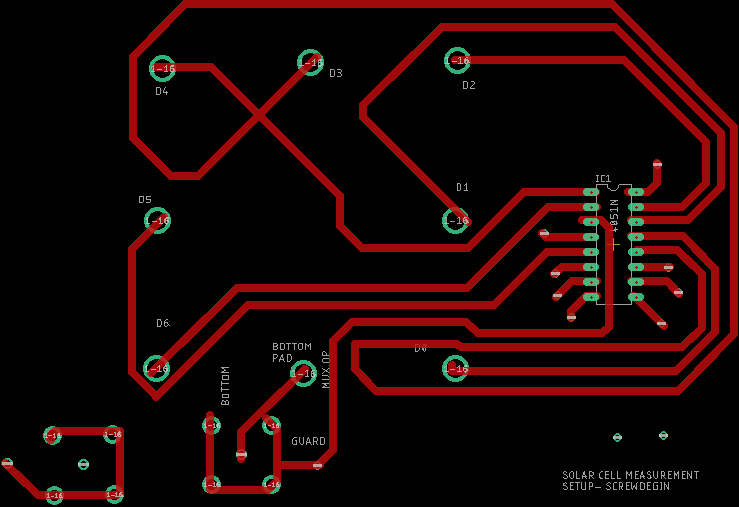 1-16
D4
1-16
D3
1-16
D2
IC1
4051N
D5
1-16
D1
1-16
D6
1-16
BOTTOM
PAD
1-16
MUX OP
D0
1-16
BOTTOM
1-16
1-16
GUARD
1-16
1-16
1-16
1-16
1-16
1-16
SOLAR CELL MEASUREMENT
SETUP- SCREWDEGIN